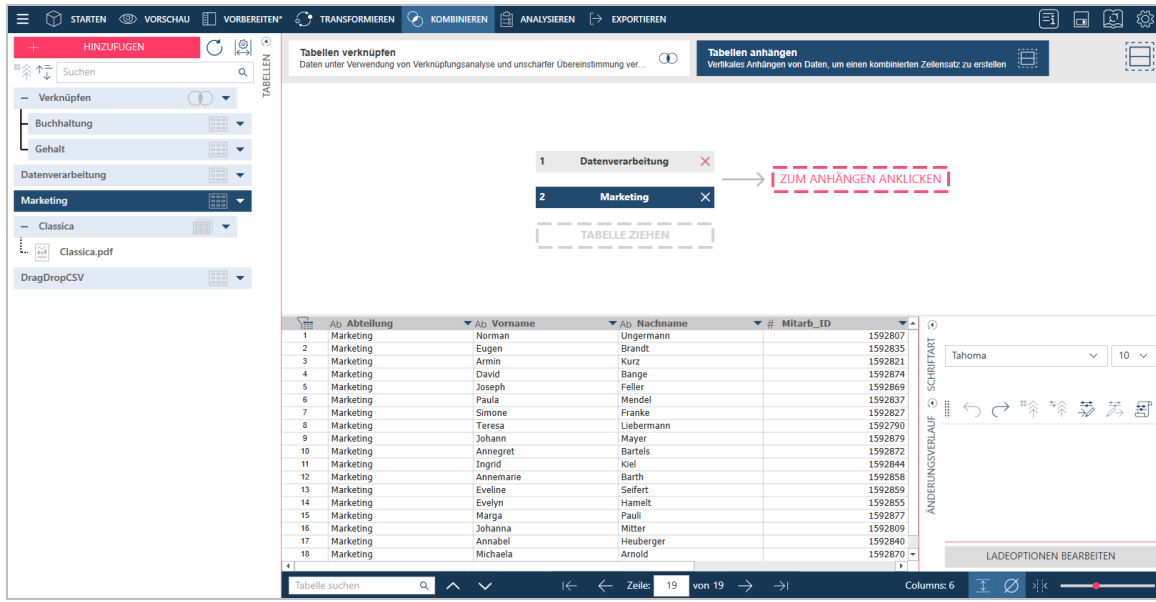 STARTEN VORSCHAU VORBEREITEN* TRANSFORMIEREN KOMBINIEREN ANALYSIEREN EXPORTIEREN
+ HINZUFUGEN
Suchen
TABELLEN
− Verknüpfen
Buchhaltung
Gehalt
Datenverarbeitung
Marketing
− Classica
Classica.pdf
DragDropCSV
Tabellen verknüpfen
Daten unter Verwendung von Verknüpfungsanalyse und unscharfer Übereinstimmung ver...
Tabellen anhängen
Vertikales Anhängen von Daten, um einen kombinierten Zeilensatz zu erstellen
1 Datenverarbeitung
2 Marketing
TABELLE ZIEHEN
ZUM ANHÄNGEN ANKLICKEN
Ab Abteilung Ab Vorname Ab Nachname # Mitarb_ID
1 Marketing Norman Ungermann 1592807
2 Marketing Eugen Brandt 1592835
3 Marketing Armin Kurz 1592821
4 Marketing David Bange 1592874
5 Marketing Joseph Feller 1592869
6 Marketing Paula Mendel 1592837
7 Marketing Simone Franke 1592827
8 Marketing Teresa Liebermann 1592790
9 Marketing Johann Mayer 1592879
10 Marketing Annegret Bartels 1592872
11 Marketing Ingrid Kiel 1592844
12 Marketing Annemarie Barth 1592858
13 Marketing Eveline Seifert 1592859
14 Marketing Evelyn Hamelt 1592855
15 Marketing Marga Pauli 1592877
16 Marketing Johanna Mitter 1592809
17 Marketing Annabel Heuberger 1592840
18 Marketing Michaela Arnold 1592870
SCHRIFTART
Tahoma 10
ÄNDERUNGSVERLAUF
LADEOPTIONEN BEARBEITEN
Tabelle suchen Zeile: 19 von 19 Columns: 6